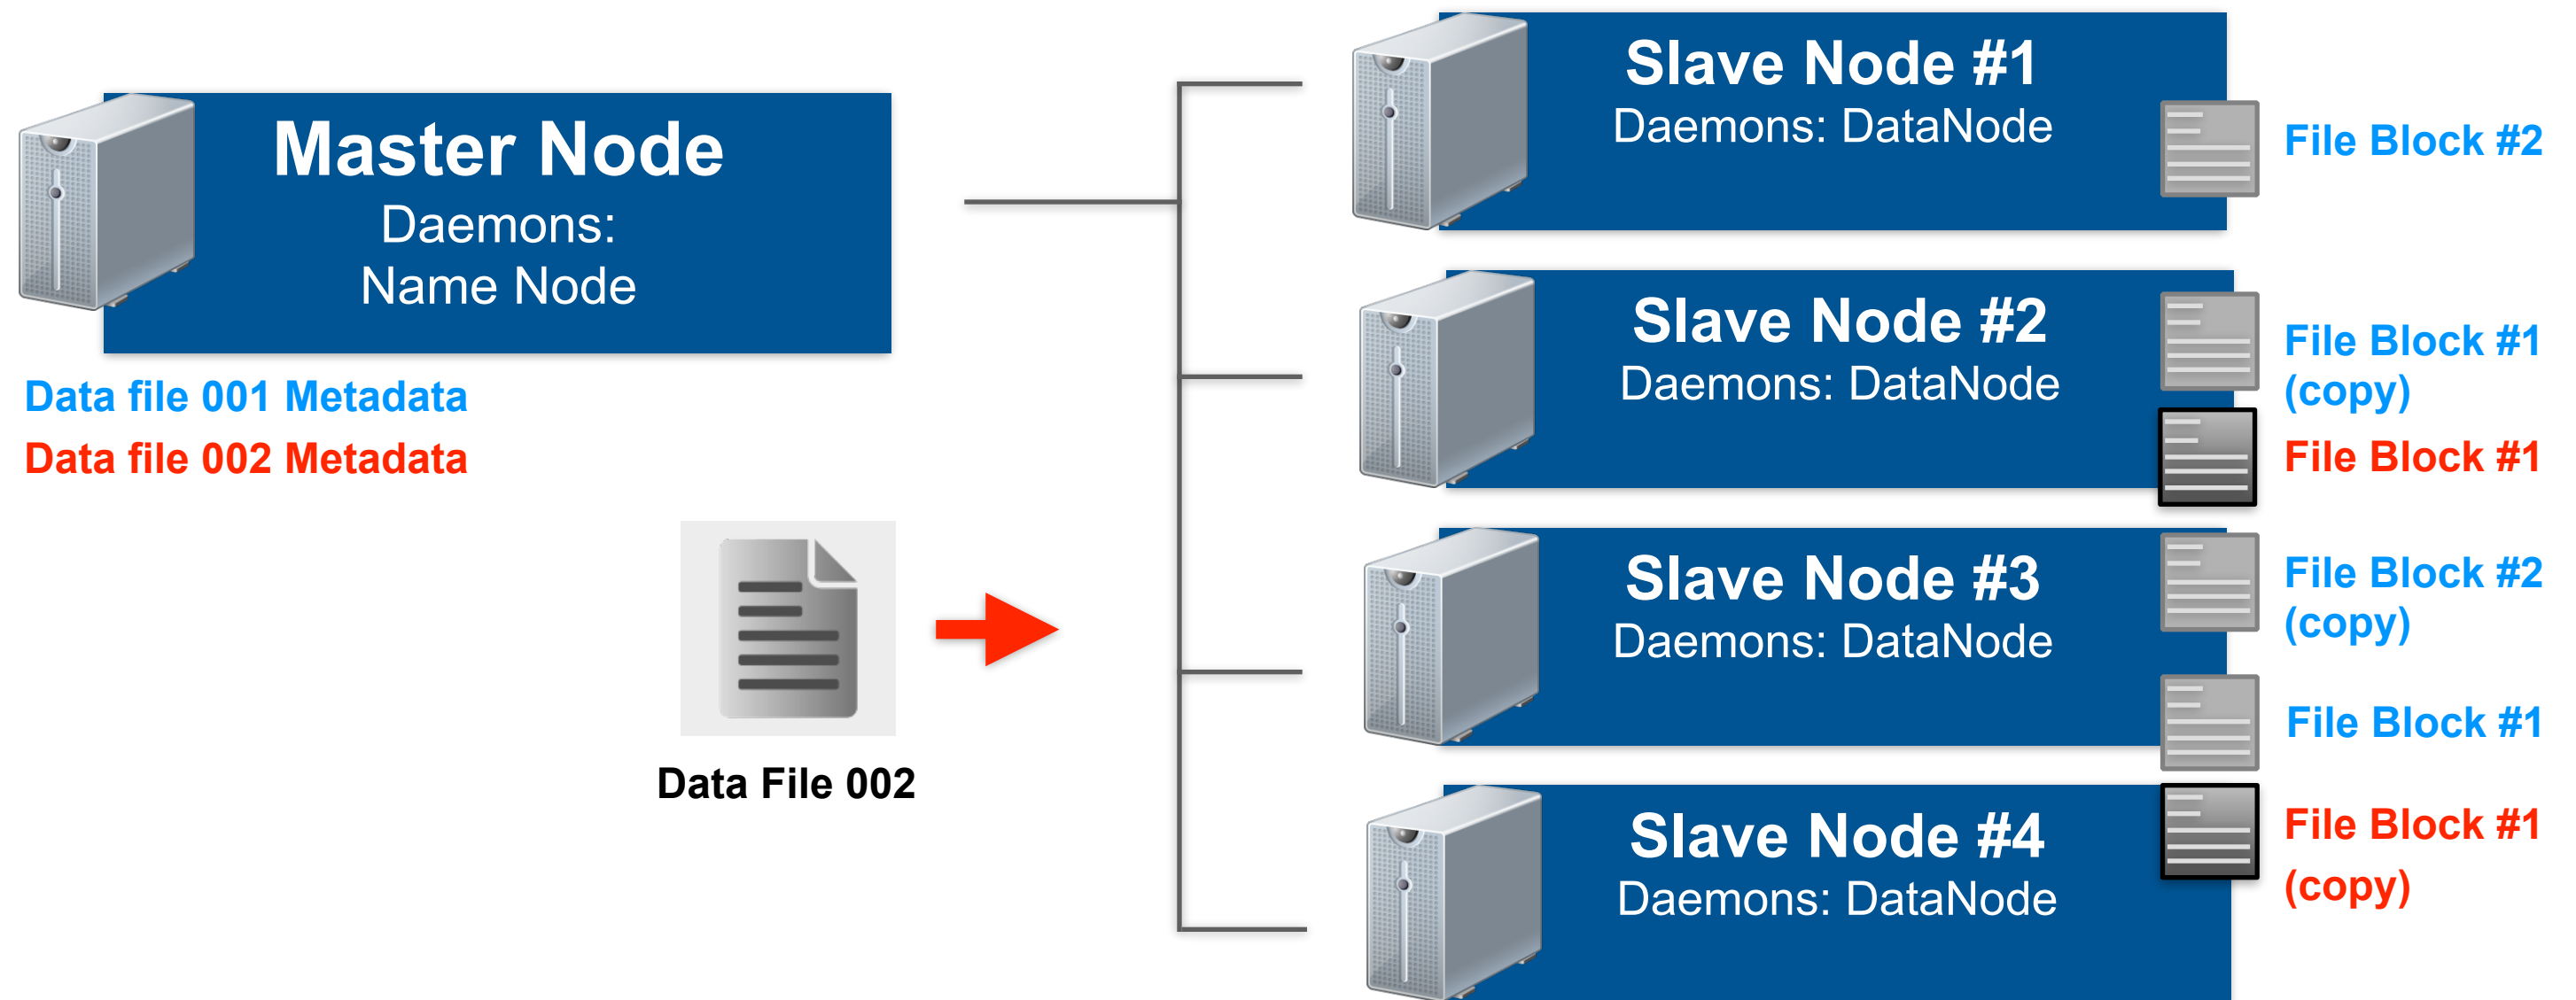 Master Node
Daemons:
Name Node
Data file 001 Metadata
Data file 002 Metadata
Data File 002
Slave Node #1
Daemons: DataNode
File Block #2
Slave Node #2
Daemons: DataNode
File Block #1
(copy)
File Block #1
Slave Node #3
Daemons: DataNode
File Block #2
(copy)
File Block #1
Slave Node #4
Daemons: DataNode
File Block #1
(copy)